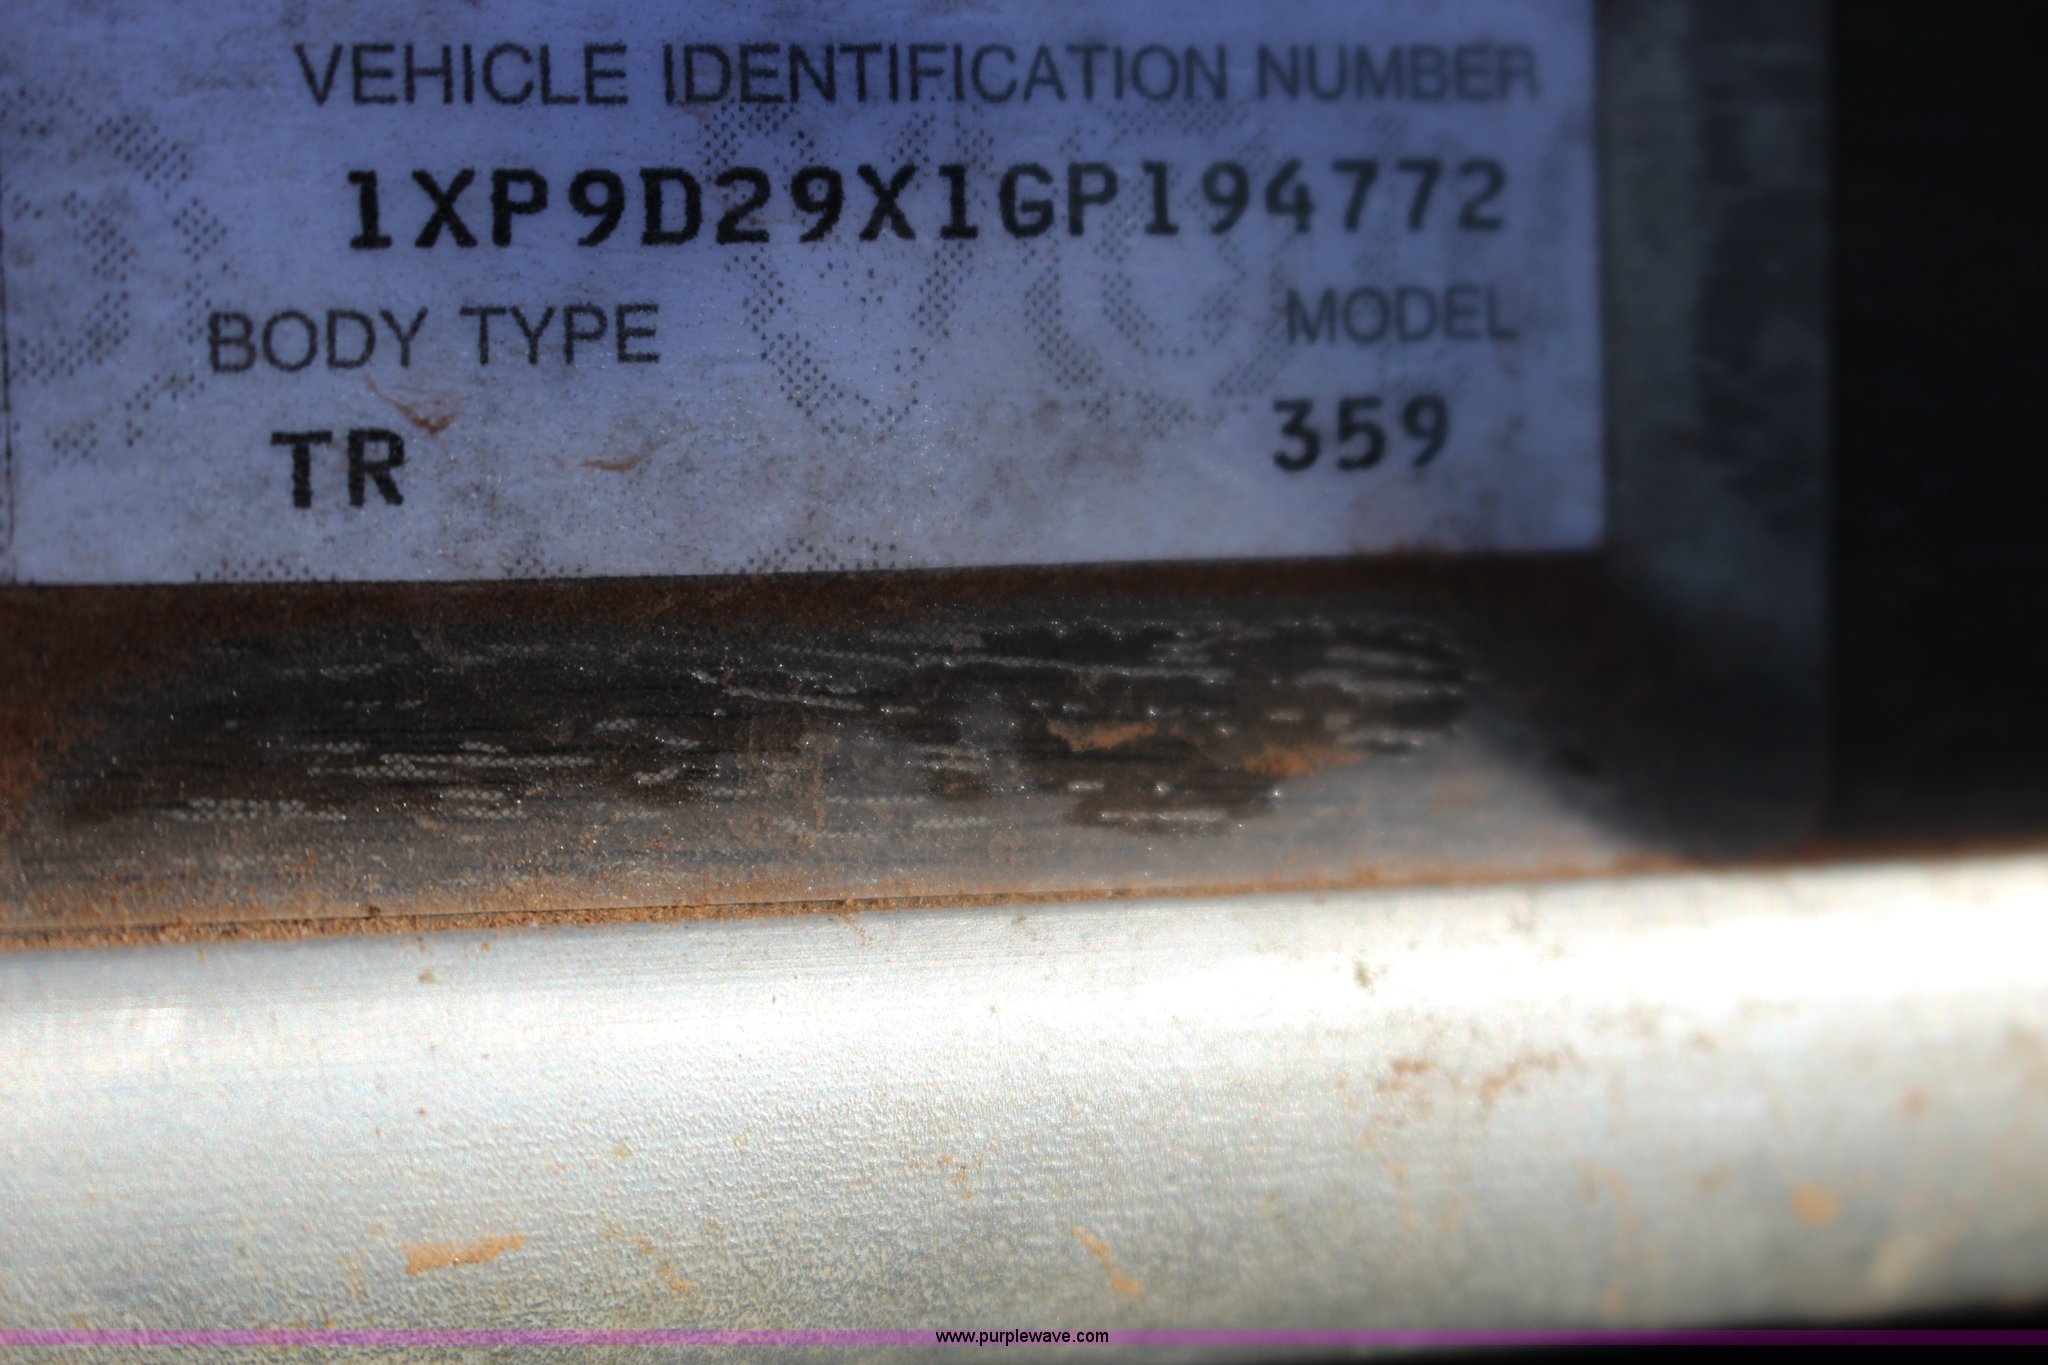 VEHICLE IDENTIFICATION NUMBER
1XP9D29X1GP194772
BODY TYPE MODEL
TR 359
www.purplewave.com